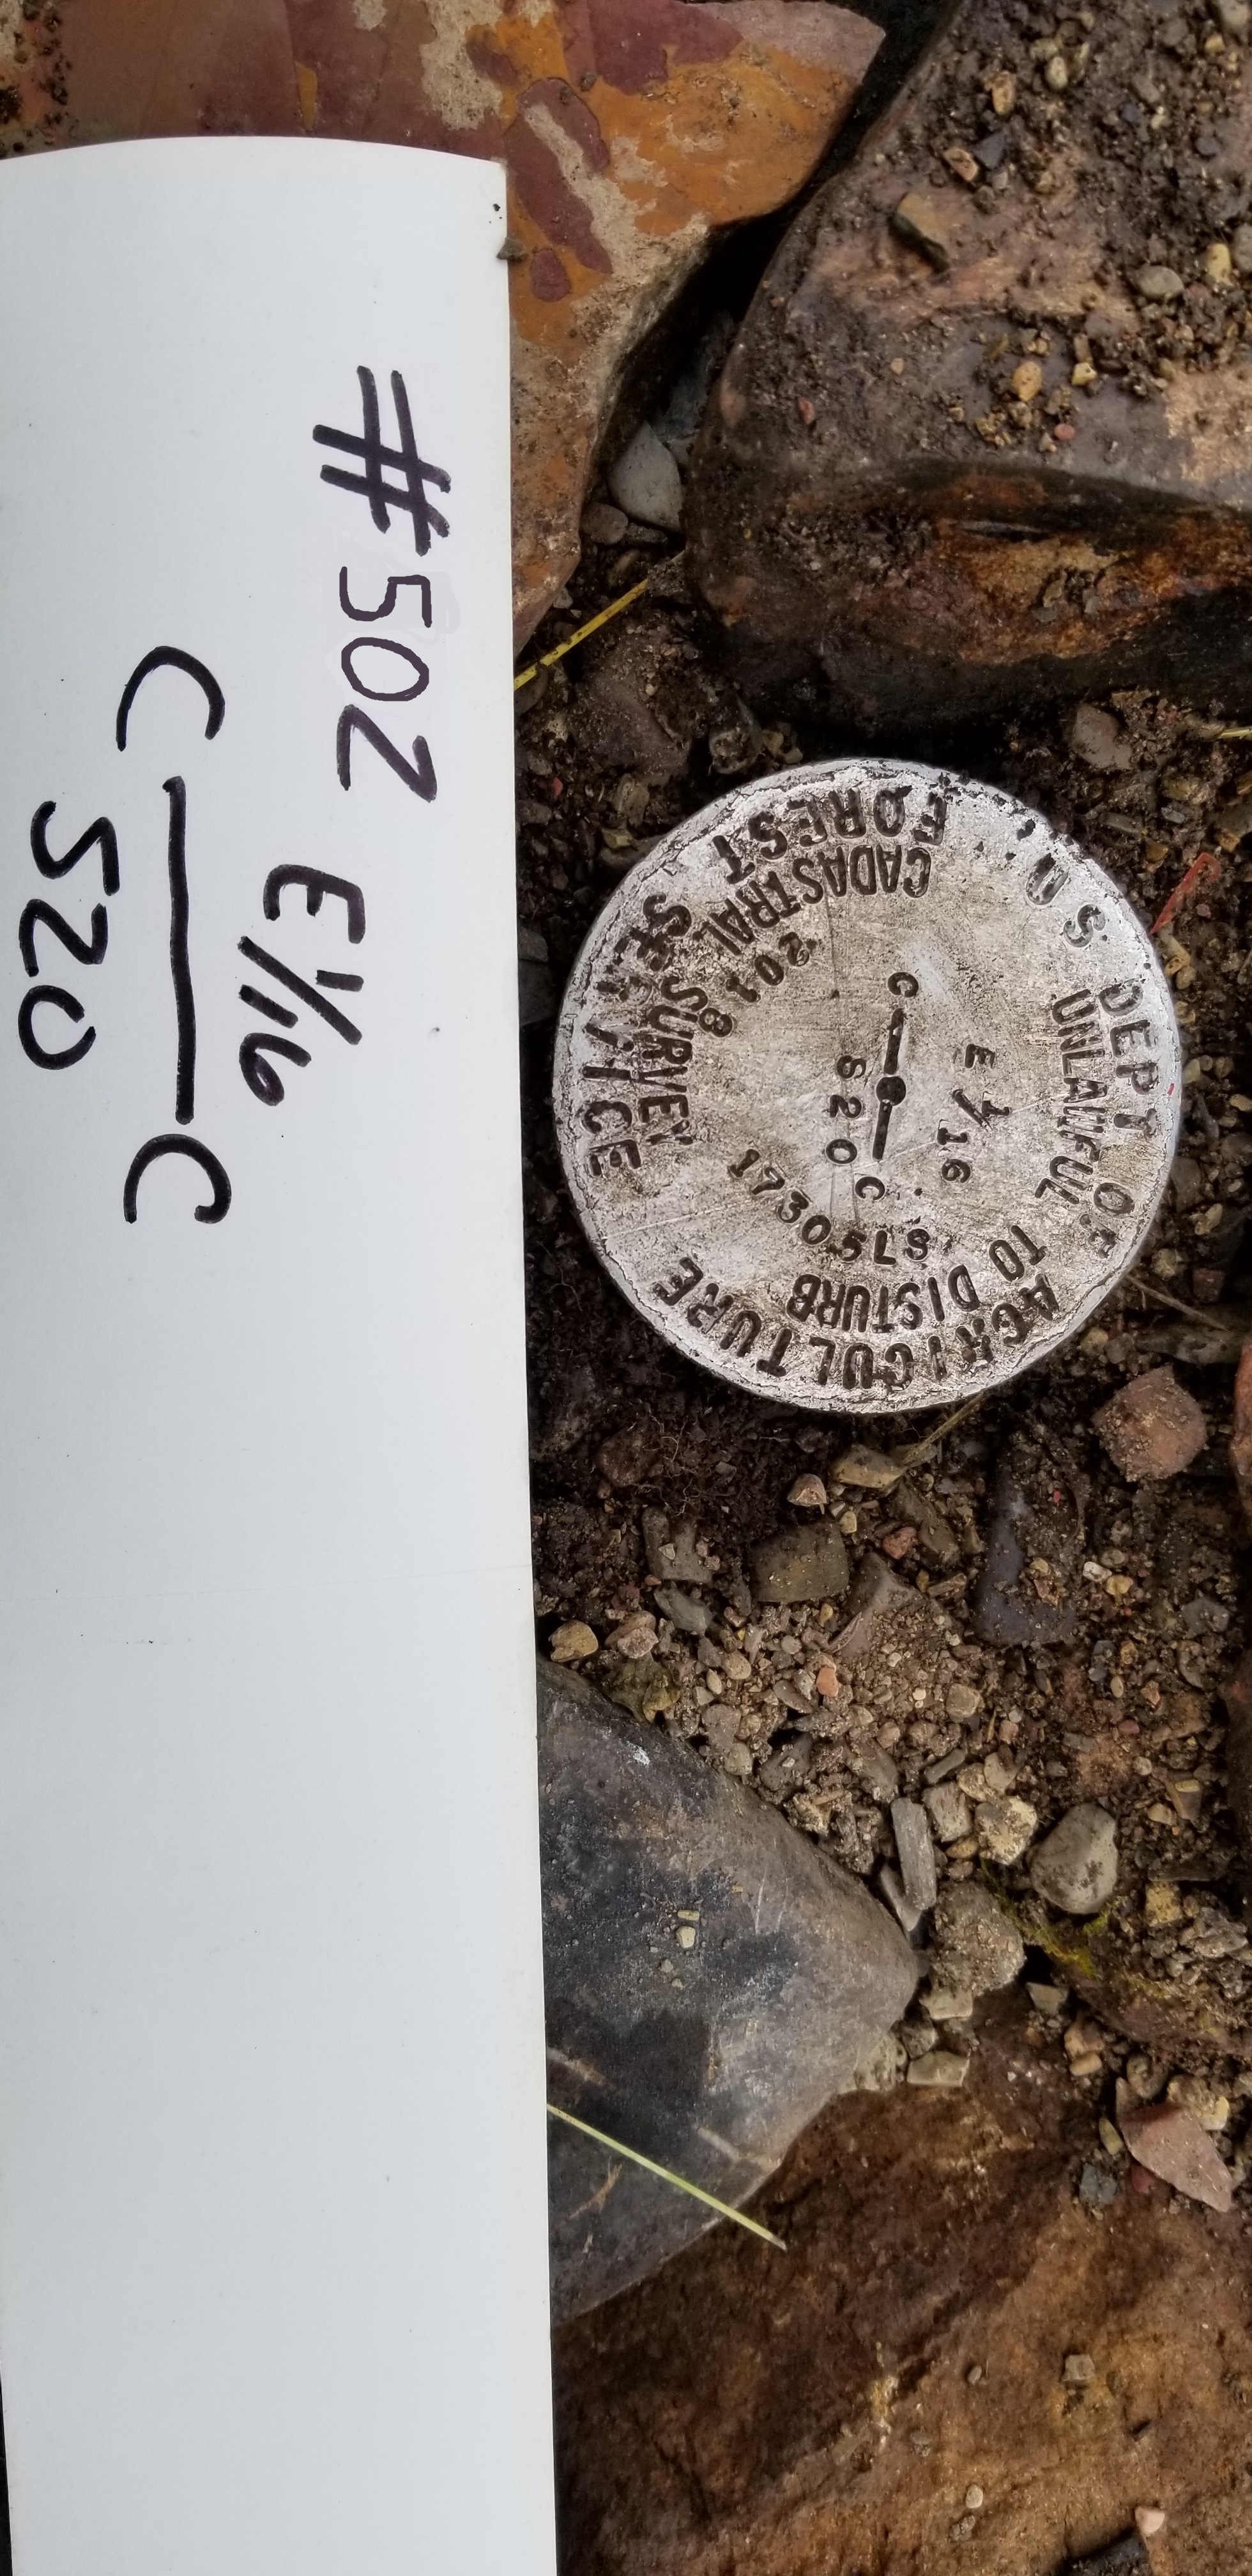 #502
E1/16
C — C
S20
U S DEPT OF AGRICULTURE
UNLAWFUL TO DISTURB
E 1/16
C — C
S20
17305LS
2018
CADASTRAL SURVEY
FOREST SERVICE